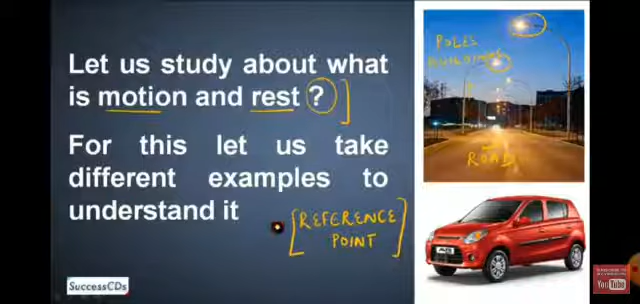 Let us study about what
is motion and rest ?
For this let us take
different examples to
understand it
[REFERENCE
POINT]
POLES
BUILDINGS
ROAD
SuccessCDs
YouTube